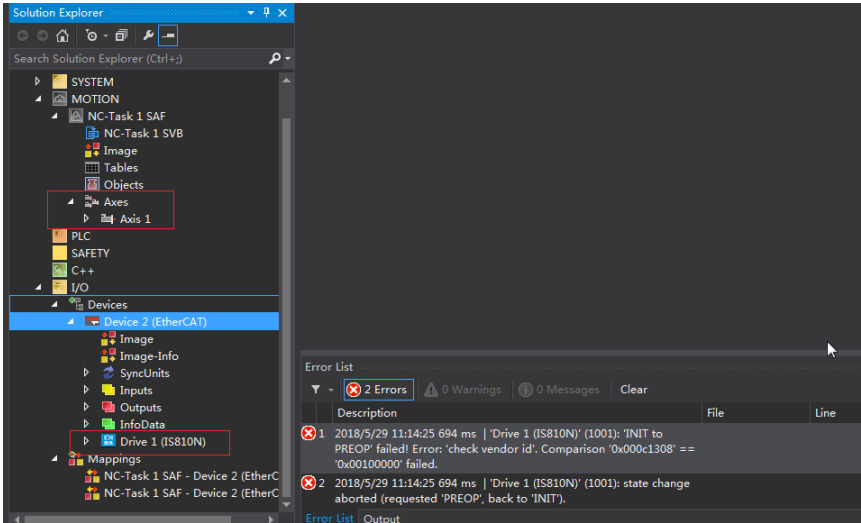 Solution Explorer
Search Solution Explorer (Ctrl+;)
SYSTEM
MOTION
NC-Task 1 SAF
NC-Task 1 SVB
Image
Tables
Objects
Axes
Axis 1
PLC
SAFETY
C++
I/O
Devices
Device 2 (EtherCAT)
Image
Image-Info
SyncUnits
Inputs
Outputs
InfoData
Drive 1 (IS810N)
Mappings
NC-Task 1 SAF - Device 2 (EtherC
NC-Task 1 SAF - Device 2 (EtherC
Error List
2 Errors 0 Warnings 0 Messages Clear
Description File Line
1 2018/5/29 11:14:25 694 ms | 'Drive 1 (IS810N)' (1001): 'INIT to
PREOP' failed! Error: 'check vendor id'. Comparison '0x000c1308' ==
'0x00100000' failed.
2 2018/5/29 11:14:25 694 ms | 'Drive 1 (IS810N)' (1001): state change
aborted (requested 'PREOP', back to 'INIT').
Error List Output